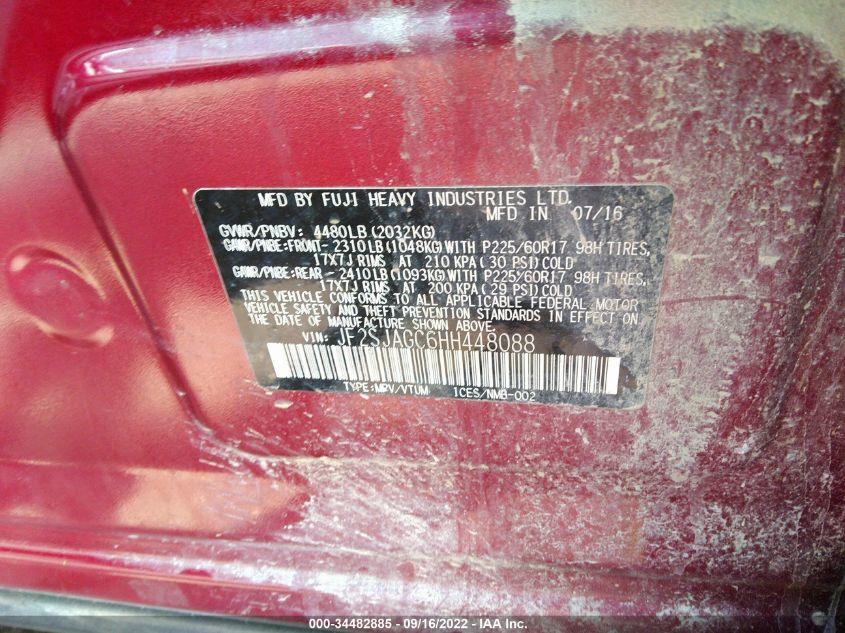 MFD BY FUJI HEAVY INDUSTRIES LTD.
MFD IN 07/16
GVWR/PNBV: 4480LB(2032KG)
GAWR/PNBE:FRONT-2310LB(1048KG)WITH P225/60R17 98H TIRES,
17X7J RIMS AT 210 KPA(30 PSI)COLD
GAWR/PNBE:REAR -2410LB(1093KG)WITH P225/60R17 98H TIRES,
17X7J RIMS AT 200 KPA(29 PSI)COLD
THIS VEHICLE CONFORMS TO ALL APPLICABLE FEDERAL MOTOR
VEHICLE SAFETY AND THEFT PREVENTION STANDARDS IN EFFECT ON
THE DATE OF MANUFACTURE SHOWN ABOVE.
VIN: JF2SJAGC6HH448088
TYPE:MPV/VTUM ICES/NMB-002
000-34482885 - 09/16/2022 - IAA Inc.